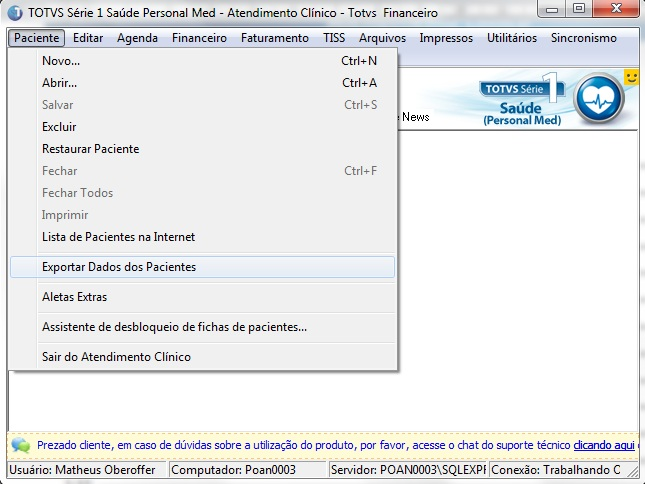 TOTVS Série 1 Saúde Personal Med - Atendimento Clínico - Totvs Financeiro
Paciente Editar Agenda Financeiro Faturamento TISS Arquivos Impressos Utilitários Sincronismo
Novo... Ctrl+N
Abrir... Ctrl+A
Salvar Ctrl+S
Excluir
Restaurar Paciente
Fechar Ctrl+F
Fechar Todos
Imprimir
Lista de Pacientes na Internet
Exportar Dados dos Pacientes
Aletas Extras
Assistente de desbloqueio de fichas de pacientes...
Sair do Atendimento Clínico
News
TOTVS Série 1
Saúde
(Personal Med)
Prezado cliente, em caso de dúvidas sobre a utilização do produto, por favor, acesse o chat do suporte técnico clicando aqui
Usuário: Matheus Oberoffer Computador: Poan0003 Servidor: POAN0003\SQLEXPF Conexão: Trabalhando O